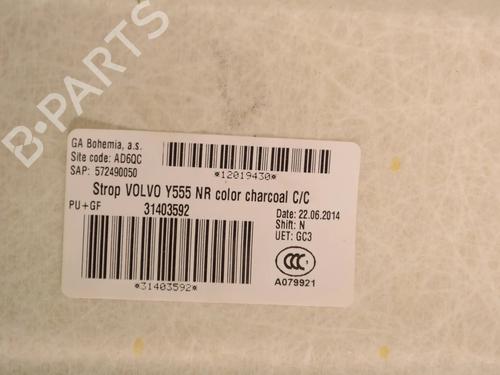 B-PARTS
GA Bohemia, a.s.
Site code: AD6QC
SAP: 572490050
*12019430*
Strop VOLVO Y555 NR color charcoal C/C
PU+GF
31403592
Date: 22.06.2014
Shift: N
UET: GC3
CCC
A079921
*31403592*